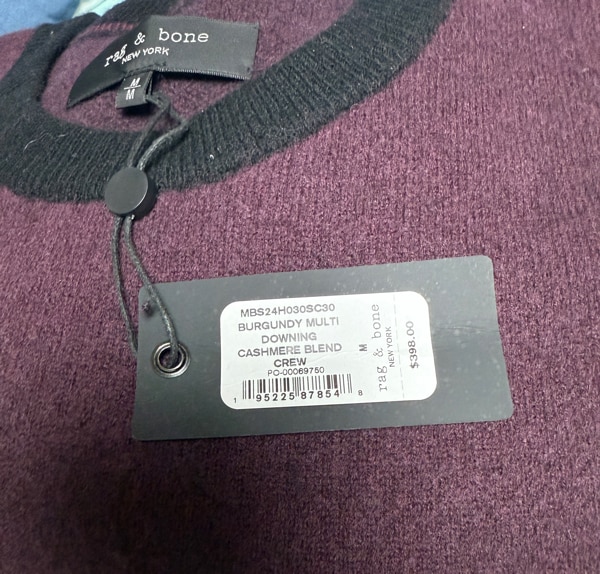 rag & bone
NEW YORK
M
M
MBS24H030SC30
BURGUNDY MULTI
DOWNING
CASHMERE BLEND
CREW
PO-00069750
1 95225 87854 8
M
rag & bone
NEW YORK
$398.00